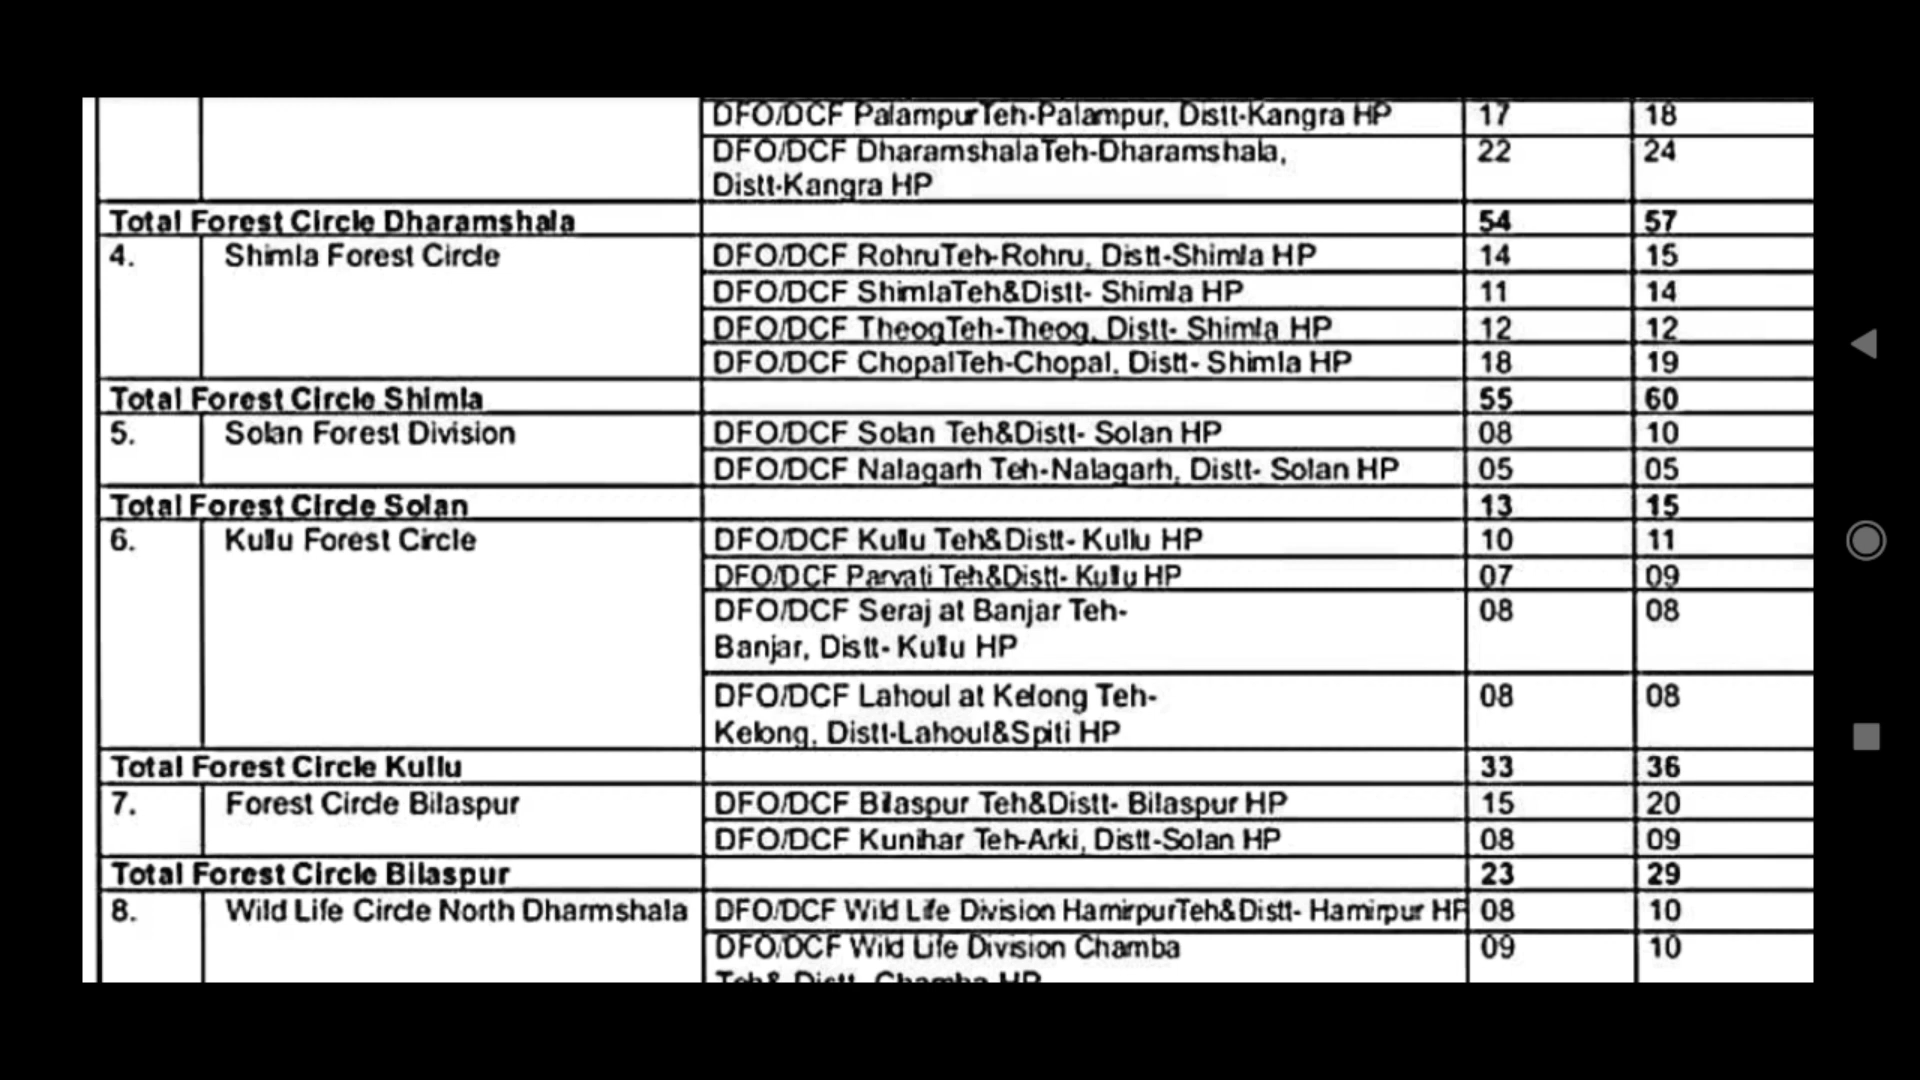 DFO/DCF PalampurTeh-Palampur, Distt-Kangra HP 17 18
DFO/DCF DharamshalaTeh-Dharamshala, 22 24
Distt-Kangra HP
Total Forest Circle Dharamshala 54 57
4. Shimla Forest Circle DFO/DCF RohruTeh-Rohru, Distt-Shimla HP 14 15
DFO/DCF ShimlaTeh&Distt- Shimla HP 11 14
DFO/DCF TheogTeh-Theog, Distt- Shimla HP 12 12
DFO/DCF ChopalTeh-Chopal, Distt- Shimla HP 18 19
Total Forest Circle Shimla 55 60
5. Solan Forest Division DFO/DCF Solan Teh&Distt- Solan HP 08 10
DFO/DCF Nalagarh Teh-Nalagarh, Distt- Solan HP 05 05
Total Forest Circle Solan 13 15
6. Kullu Forest Circle DFO/DCF Kullu Teh&Distt- Kullu HP 10 11
DFO/DCF Parvati Teh&Distt- Kullu HP 07 09
DFO/DCF Seraj at Banjar Teh- 08 08
Banjar, Distt- Kullu HP
DFO/DCF Lahoul at Kelong Teh- 08 08
Kelong, Distt-Lahoul&Spiti HP
Total Forest Circle Kullu 33 36
7. Forest Circle Bilaspur DFO/DCF Bilaspur Teh&Distt- Bilaspur HP 15 20
DFO/DCF Kunihar Teh-Arki, Distt-Solan HP 08 09
Total Forest Circle Bilaspur 23 29
8. Wild Life Circle North Dharmshala DFO/DCF Wild Life Division HamirpurTeh&Distt- Hamirpur HP 08 10
DFO/DCF Wild Life Division Chamba 09 10
Teh& Distt- Chamba HP